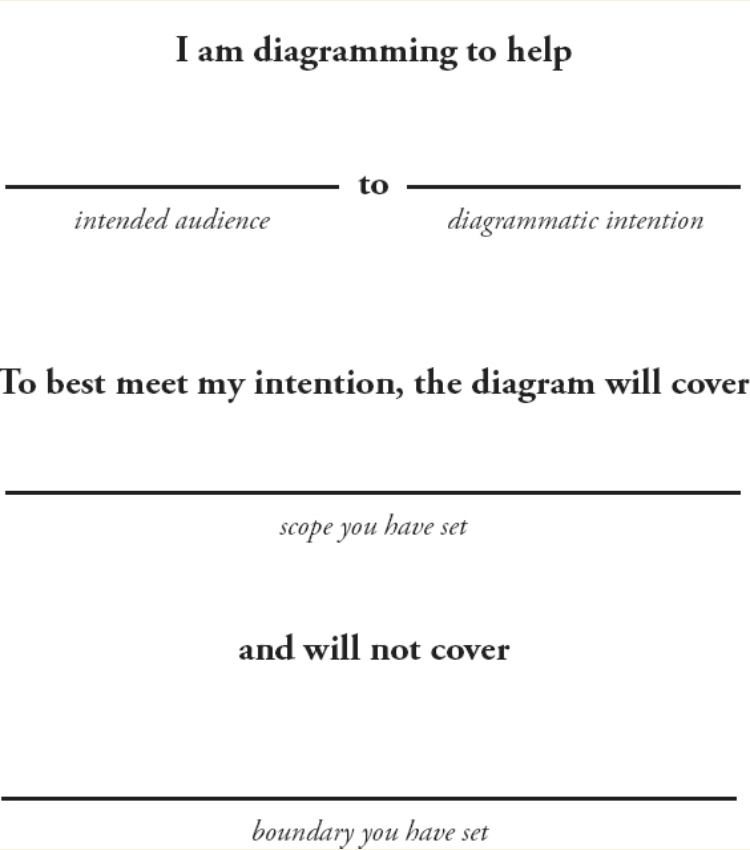 I am diagramming to help
to
intended audience diagrammatic intention
To best meet my intention, the diagram will cover
scope you have set
and will not cover
boundary you have set